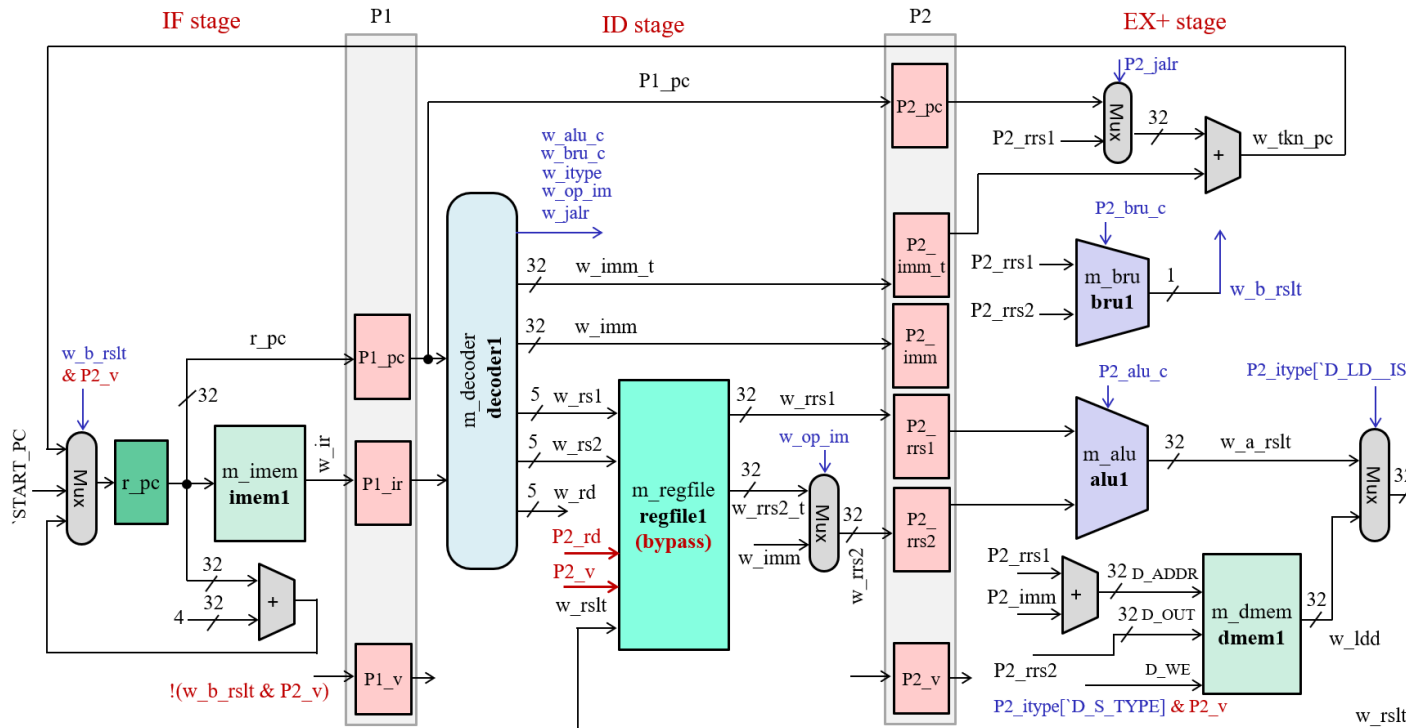 IF stage
P1
ID stage
P2
EX+ stage
P1_pc
P2_pc
P2_jalr
Mux
32
P2_rrs1
+
w_tkn_pc
w_alu_c
w_bru_c
w_itype
w_op_im
w_jalr
P2_bru_c
32
w_imm_t
P2_
imm_t
P2_rrs1
m_bru
bru1
1
P2_rrs2
w_b_rslt
r_pc
32
w_imm
P2_
imm
P1_pc
w_b_rslt
& P2_v
32
m_decoder
decoder1
P2_alu_c
P2_itype[`D_LD__IS
5
w_rs1
32
w_rrs1
P2_
rrs1
`START_PC
Mux
r_pc
m_imem
imem1
w_ir
P1_ir
5
w_rs2
w_op_im
m_alu
alu1
32
w_a_rslt
Mux
5
w_rd
m_regfile
regfile1
(bypass)
32
w_rrs2_t
Mux
32
w_imm
w_rrs2
P2_
rrs2
P2_rd
P2_v
w_rslt
32
4
32
+
P2_rrs1
P2_imm
+
32
D_ADDR
32
D_OUT
m_dmem
dmem1
32
w_ldd
P2_rrs2
D_WE
!(w_b_rslt & P2_v)
P1_v
P2_v
P2_itype[`D_S_TYPE] & P2_v
w_rslt